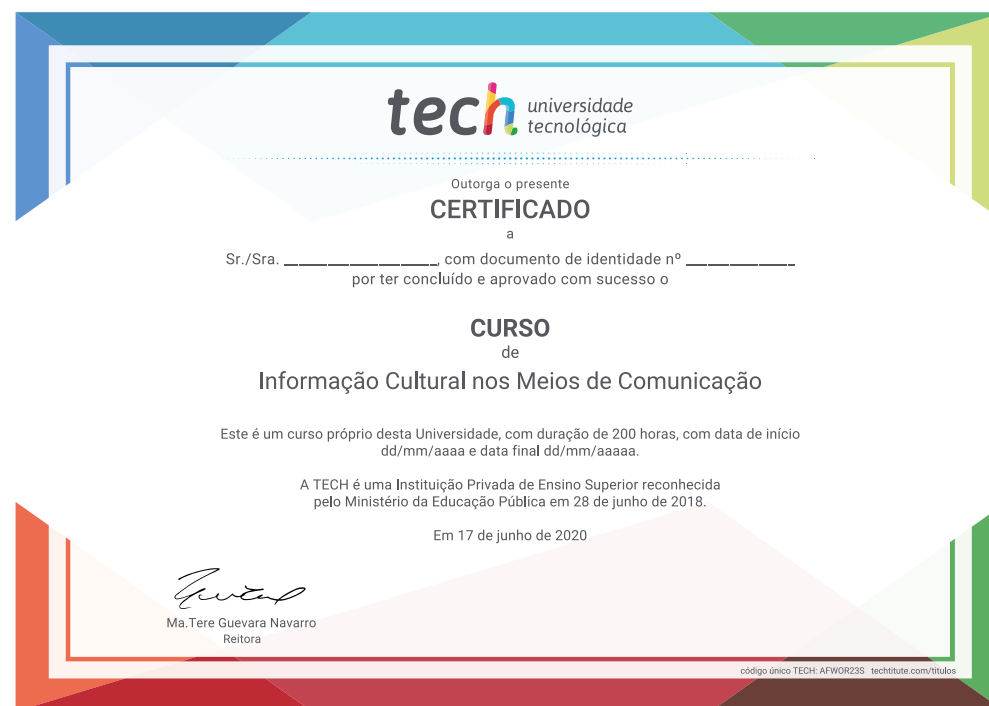 tech universidade
tecnológica
Outorga o presente
CERTIFICADO
a
Sr./Sra. _____________________, com documento de identidade nº _______________
por ter concluído e aprovado com sucesso o
CURSO
de
Informação Cultural nos Meios de Comunicação
Este é um curso próprio desta Universidade, com duração de 200 horas, com data de início
dd/mm/aaaa e data final dd/mm/aaaaa.
A TECH é uma Instituição Privada de Ensino Superior reconhecida
pelo Ministério da Educação Pública em 28 de junho de 2018.
Em 17 de junho de 2020
Ma.Tere Guevara Navarro
Reitora
código único TECH: AFWOR23S techtitute.com/titulos